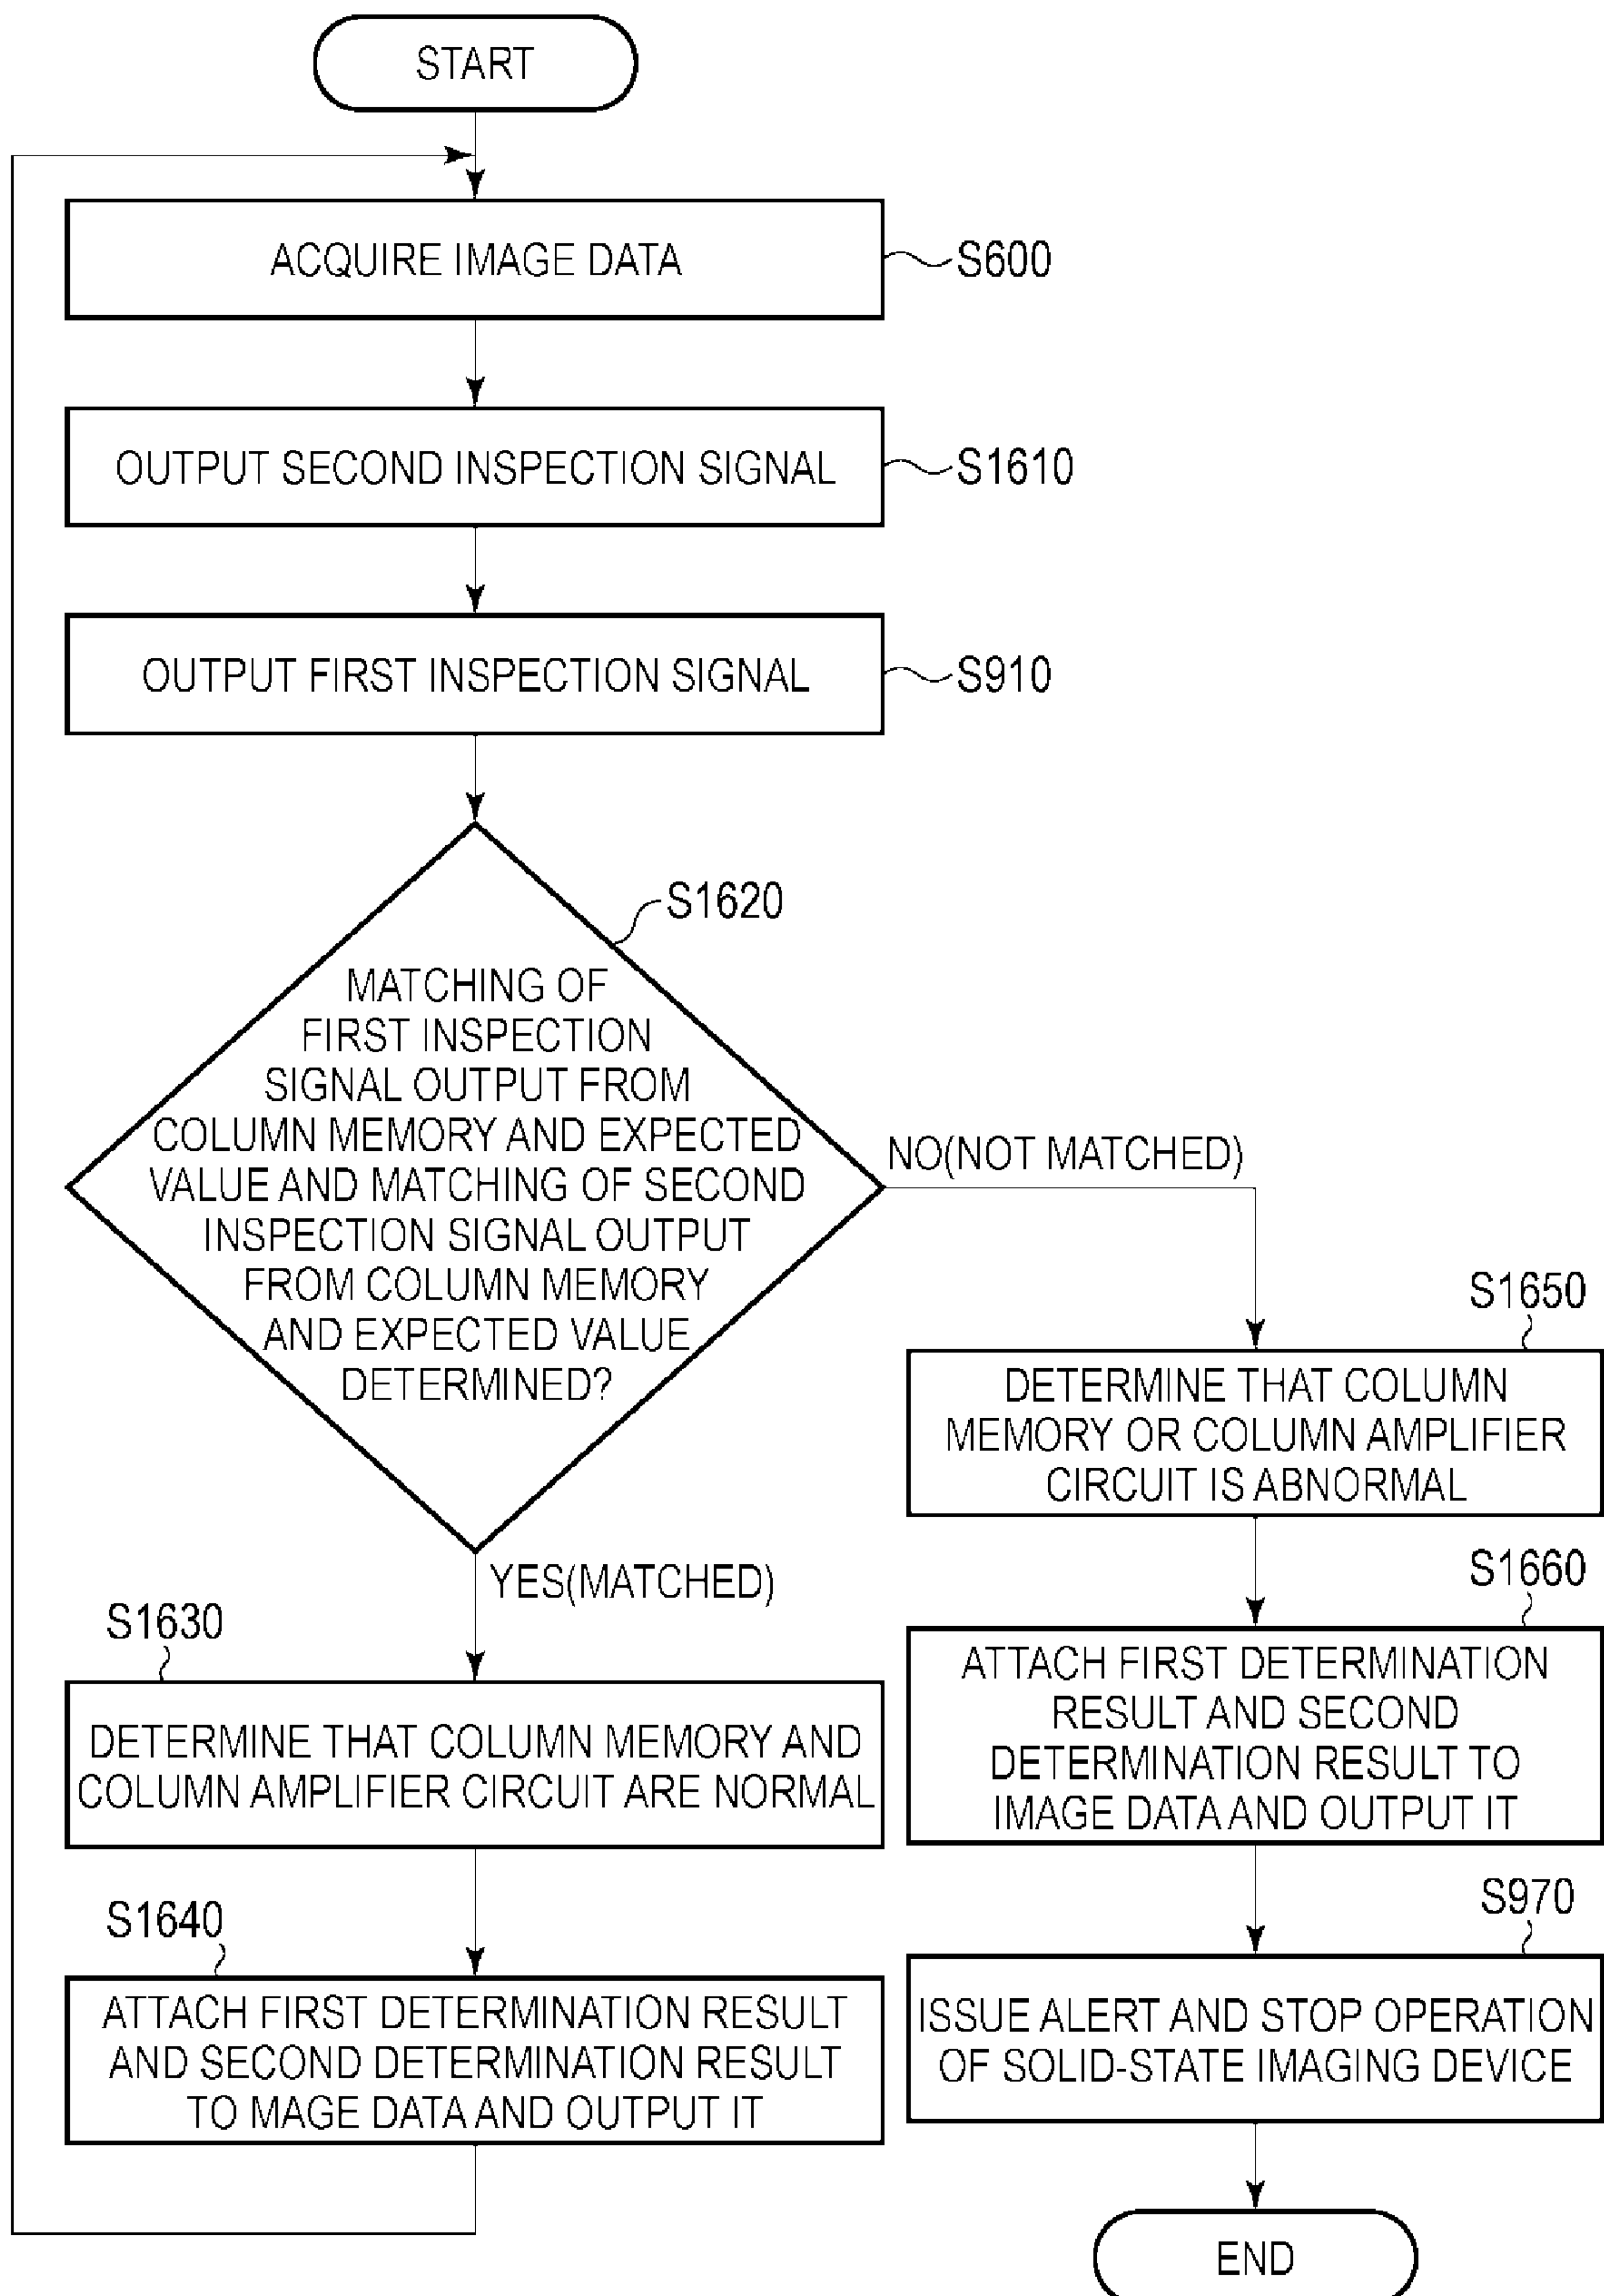 START
ACQUIRE IMAGE DATA
S600
OUTPUT SECOND INSPECTION SIGNAL
S1610
OUTPUT FIRST INSPECTION SIGNAL
S910
S1620
MATCHING OF
FIRST INSPECTION
SIGNAL OUTPUT FROM
COLUMN MEMORY AND EXPECTED
VALUE AND MATCHING OF SECOND
INSPECTION SIGNAL OUTPUT
FROM COLUMN MEMORY
AND EXPECTED VALUE
DETERMINED?
NO(NOT MATCHED)
YES(MATCHED)
S1630
DETERMINE THAT COLUMN MEMORY AND
COLUMN AMPLIFIER CIRCUIT ARE NORMAL
S1640
ATTACH FIRST DETERMINATION RESULT
AND SECOND DETERMINATION RESULT
TO MAGE DATA AND OUTPUT IT
S1650
DETERMINE THAT COLUMN
MEMORY OR COLUMN AMPLIFIER
CIRCUIT IS ABNORMAL
S1660
ATTACH FIRST DETERMINATION
RESULT AND SECOND
DETERMINATION RESULT TO
IMAGE DATA AND OUTPUT IT
S970
ISSUE ALERT AND STOP OPERATION
OF SOLID-STATE IMAGING DEVICE
END